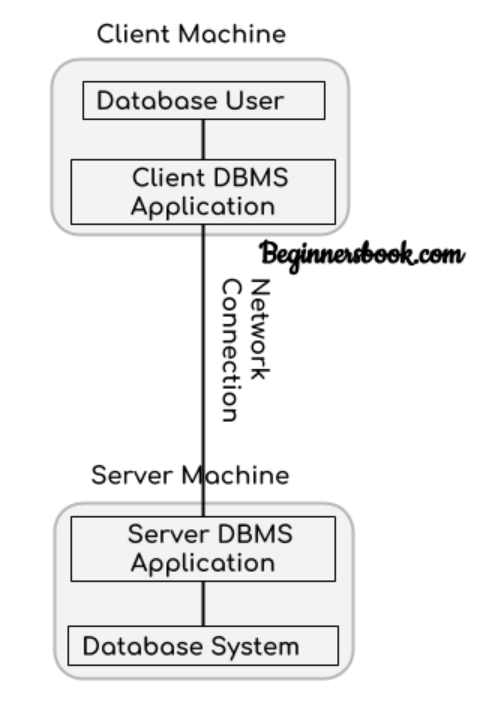 Client Machine
Database User
Client DBMS
Application
Beginnersbook.com
Network
Connection
Server Machine
Server DBMS
Application
Database System